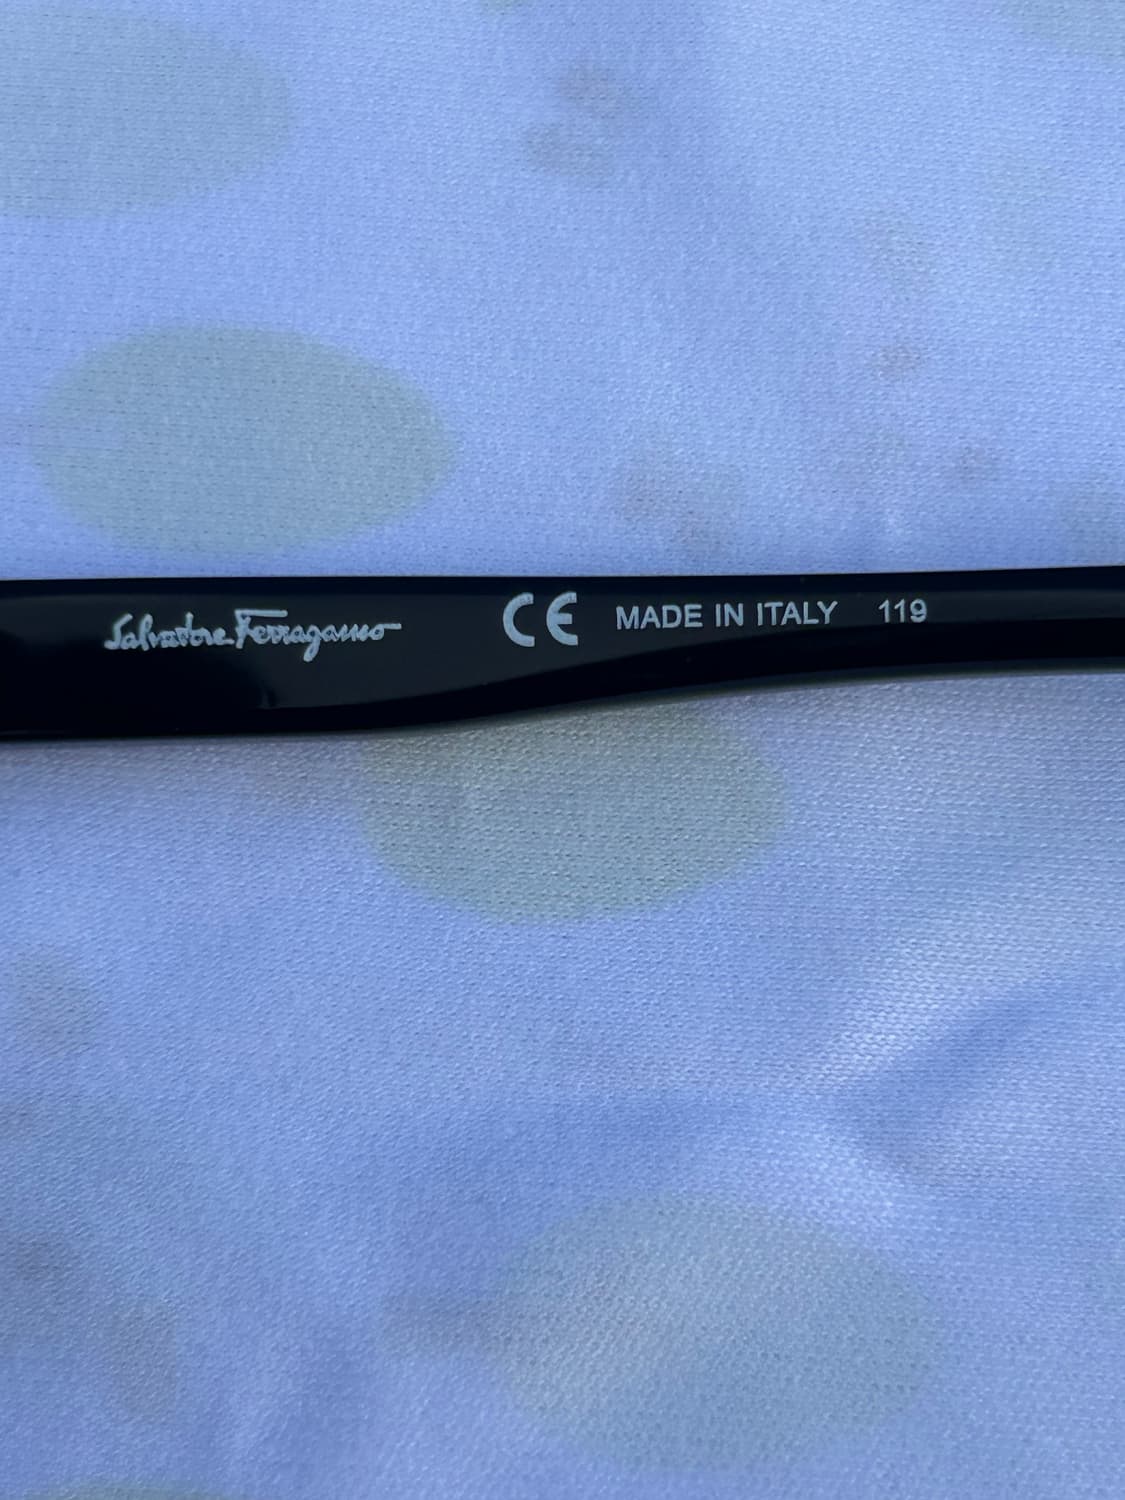 Salvatore Ferragamo CE MADE IN ITALY 119